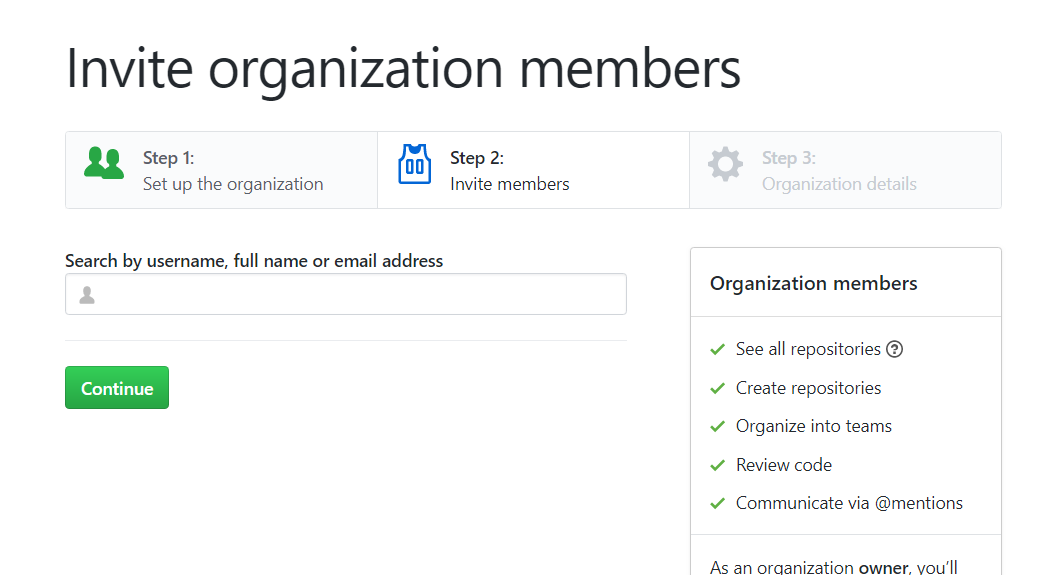 Invite organization members
Step 1:
Set up the organization
Step 2:
Invite members
Step 3:
Organization details
Search by username, full name or email address
Continue
Organization members
See all repositories
Create repositories
Organize into teams
Review code
Communicate via @mentions
As an organization owner, you’ll